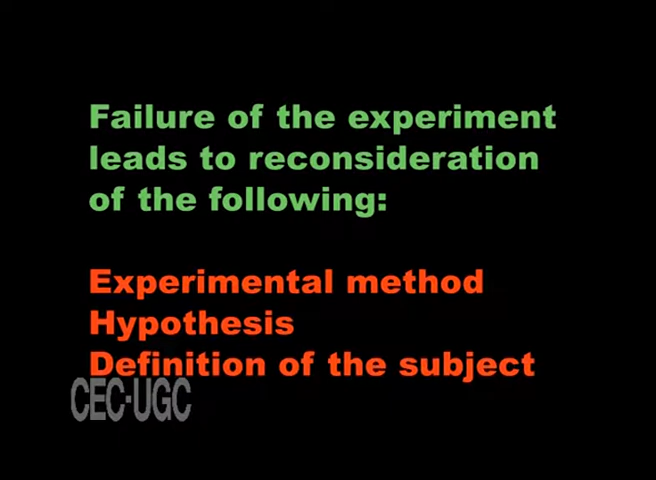 Failure of the experiment
leads to reconsideration
of the following:
Experimental method
Hypothesis
Definition of the subject
CEC-UGC